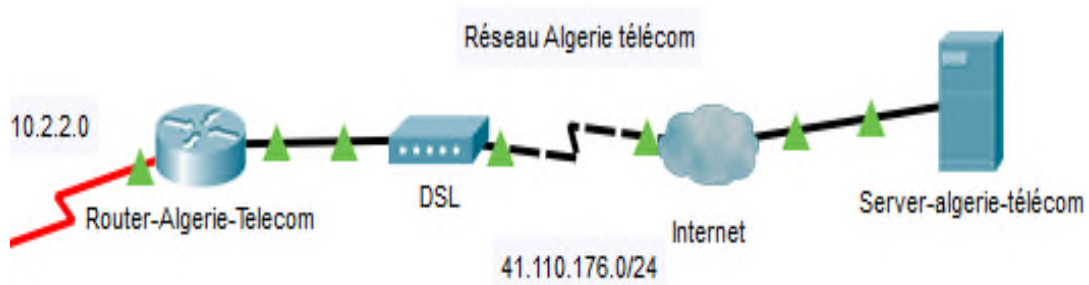 Réseau Algerie télécom
10.2.2.0
Router-Algerie-Telecom
DSL
Internet
Server-algerie-télécom
41.110.176.0/24